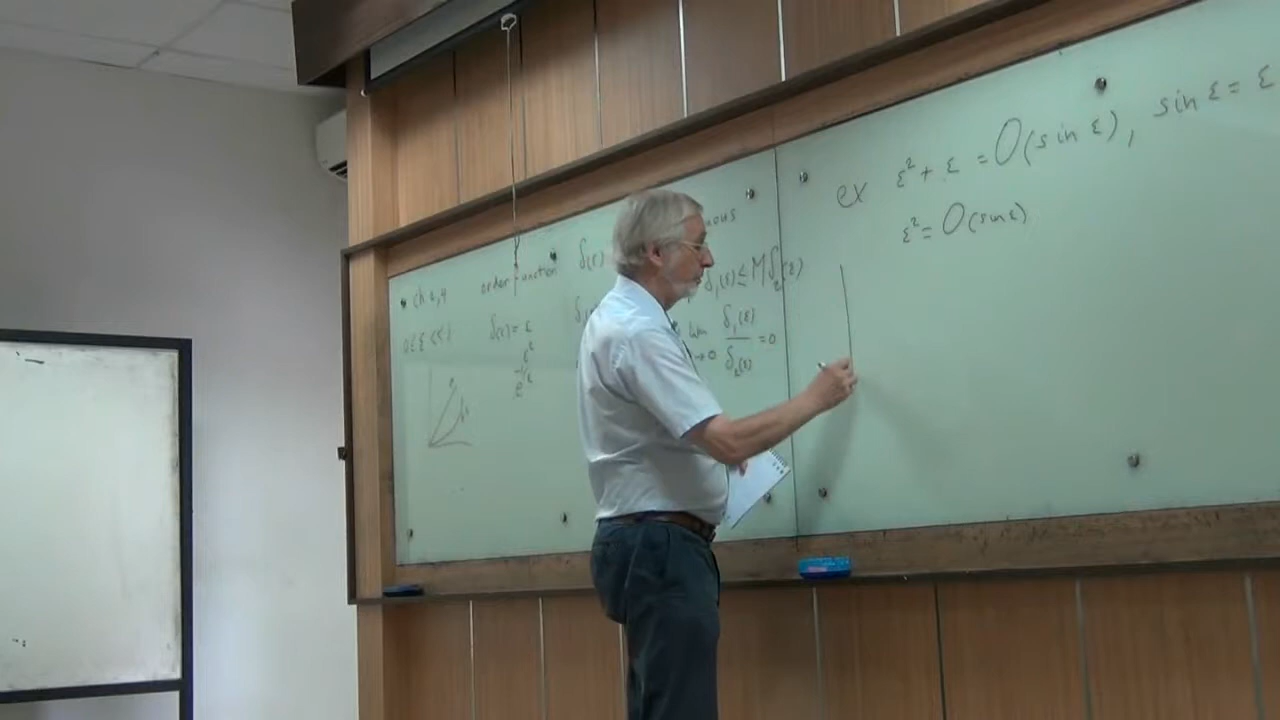 ch 2, 4 order function δ(ε)
δ(ε) = ε
ε²
e^{-1/ε}
δ₁(ε) ≤ M δ₂(ε)
lim δ₁(ε)/δ₂(ε) = 0
→0
ex ε² + ε = O(sin ε), sin ε = ε
ε² = O(sin ε)